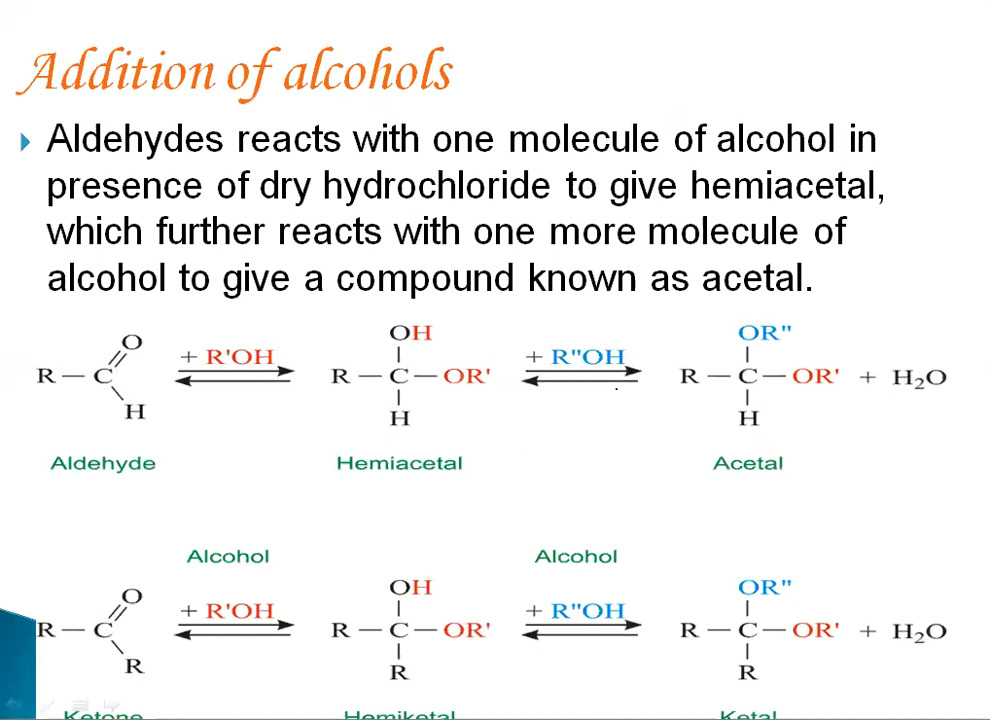 Addition of alcohols
Aldehydes reacts with one molecule of alcohol in
presence of dry hydrochloride to give hemiacetal,
which further reacts with one more molecule of
alcohol to give a compound known as acetal.
O OH OR"
+ R'OH + R"OH
R — C R — C — OR' R — C — OR' + H₂O
H H H
Aldehyde Hemiacetal Acetal
Alcohol Alcohol
O OH OR"
+ R'OH + R"OH
R — C R — C — OR' R — C — OR' + H₂O
R R R
Ketone Hemiketal Ketal